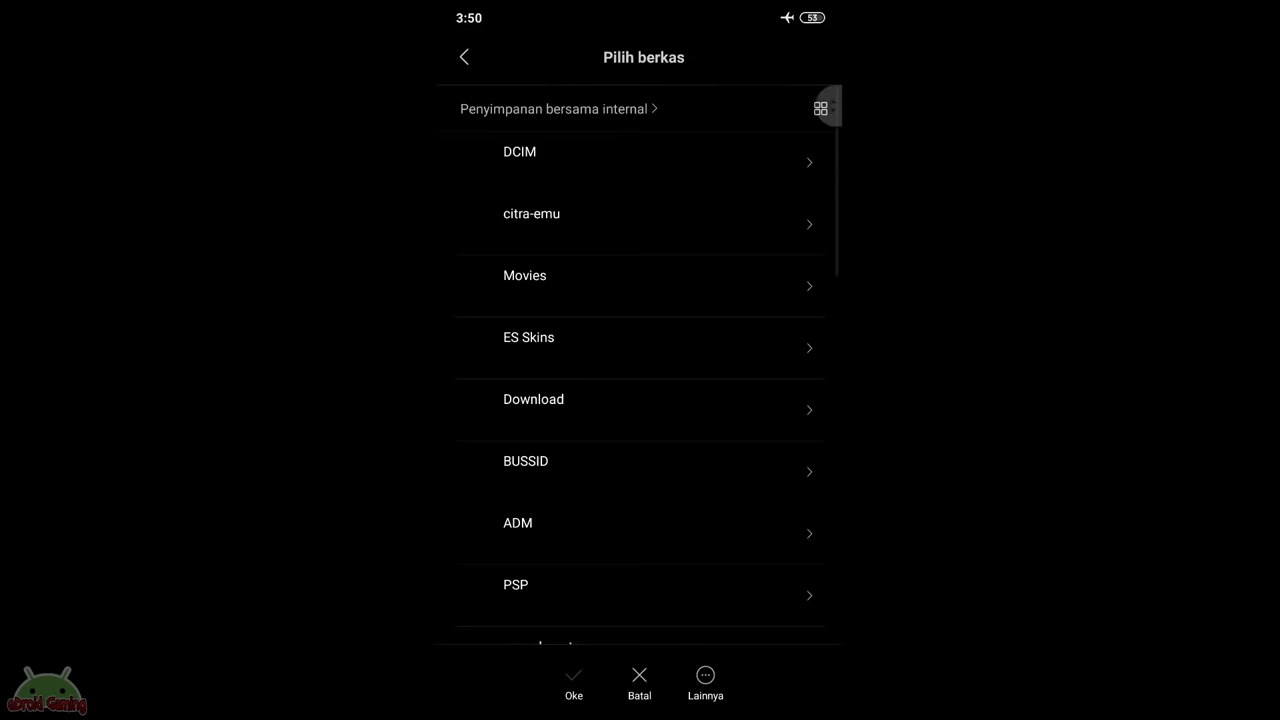 3:50
53
Pilih berkas
Penyimpanan bersama internal
DCIM
citra-emu
Movies
ES Skins
Download
BUSSID
ADM
PSP
Oke
Batal
Lainnya
eDroid Gaming